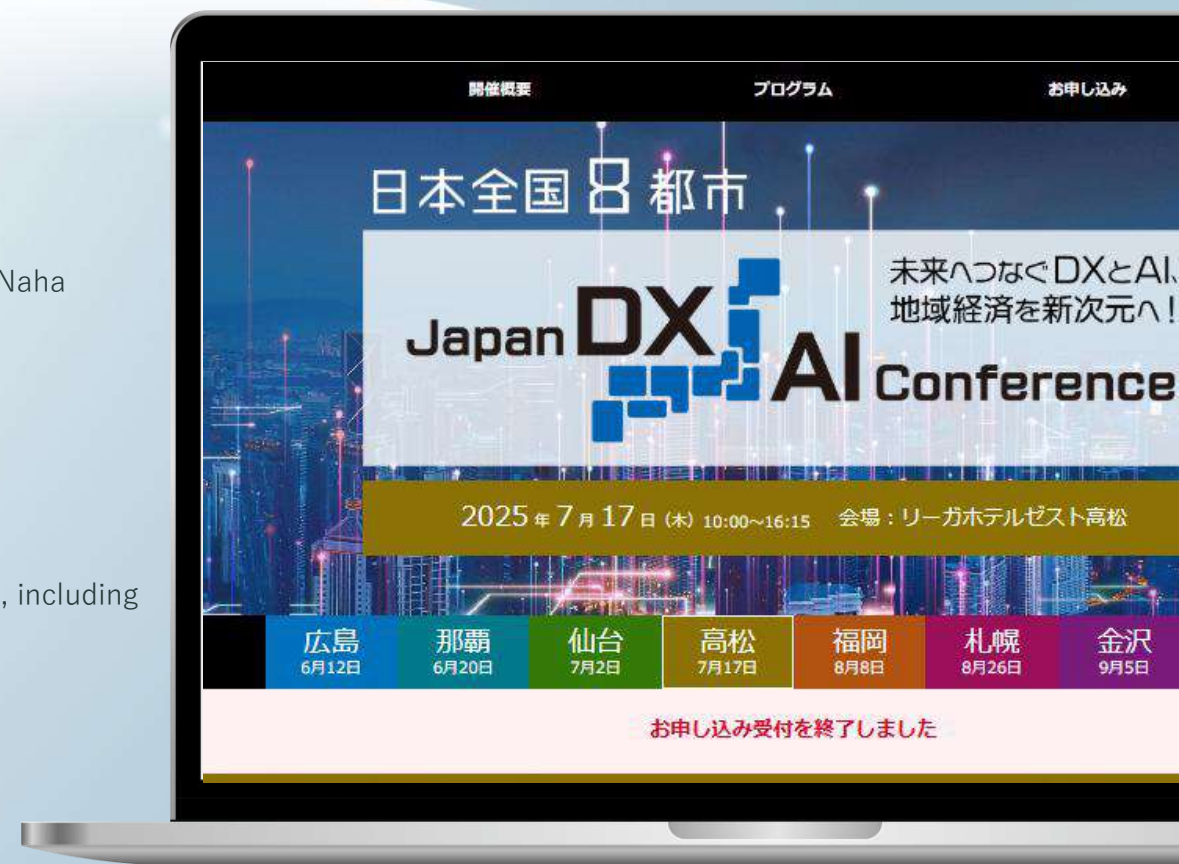 Naha
, including
開催概要
プログラム
お申し込み
日本全国8都市
未来へつなぐDXとAI、
地域経済を新次元へ!
Japan DX AI Conference
2025年7月17日(木) 10:00~16:15 会場:リーガホテルゼスト高松
広島 那覇 仙台 高松 福岡 札幌 金沢
6月12日 6月20日 7月2日 7月17日 8月8日 8月26日 9月5日
お申し込み受付を終了しました